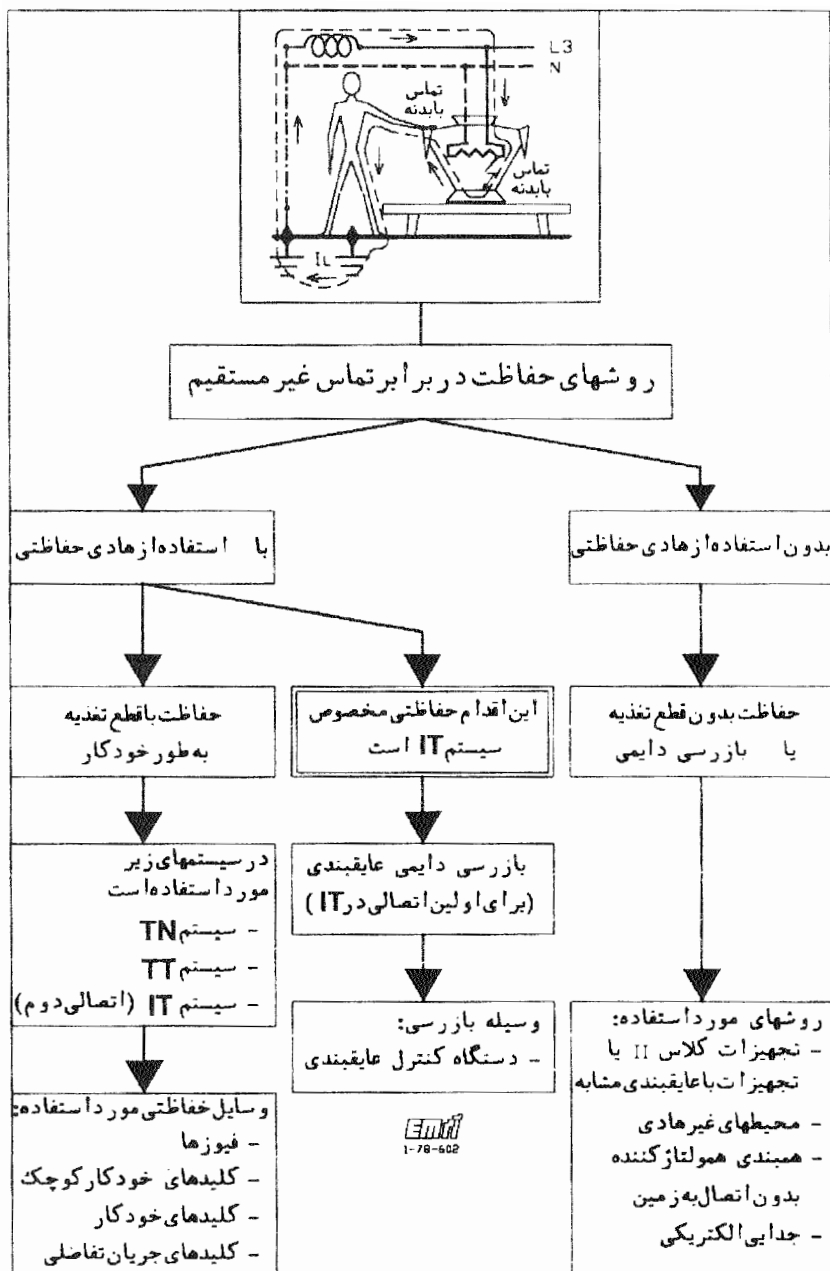 L3
N
تماس
بابدنه
تماس
بابدنه
IL
روشهای حفاظت در برابر تماس غیر مستقیم
بدون استفاده از هادی حفاظتی
با استفاده از هادی حفاظتی
حفاظت بدون قطع تغذیه
یا بازرسی دایمی
این اقدام حفاظتی مخصوص
سیستم IT است
حفاظت با قطع تغذیه
به طور خودکار
بازرسی دایمی عایقبندی
(برای اولین اتصالی در IT)
در سیستمهای زیر
مورد استفاده است
- سیستم TN
- سیستم TT
- سیستم IT (اتصالی دوم)
روشهای مورد استفاده:
- تجهیزات کلاس II یا
تجهیزات با عایقبندی مشابه
- محیطهای غیرهادی
- همبندی همولتاژ کننده
بدون اتصال به زمین
- جدایی الکتریکی
وسیله بازرسی:
- دستگاه کنترل عایقبندی
وسایل خفاظتی مورد استفاده:
- فیوزها
- کلیدهای خودکار کوچک
- کلیدهای خودکار
- کلیدهای جریان تفاضلی
1-78-602